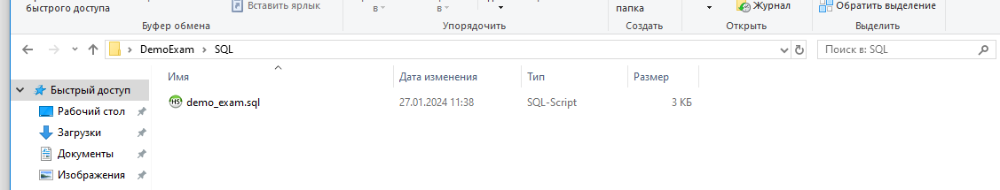 быстрого доступа
Вставить ярлык
в
в
папка
Журнал
Обратить выделение
Буфер обмена
Упорядочить
Создать
Открыть
Выделить
DemoExam
SQL
Поиск в: SQL
Имя
Дата изменения
Тип
Размер
HS
demo_exam.sql
27.01.2024 11:38
SQL-Script
3 КБ
Быстрый доступ
Рабочий стол
Загрузки
Документы
Изображения